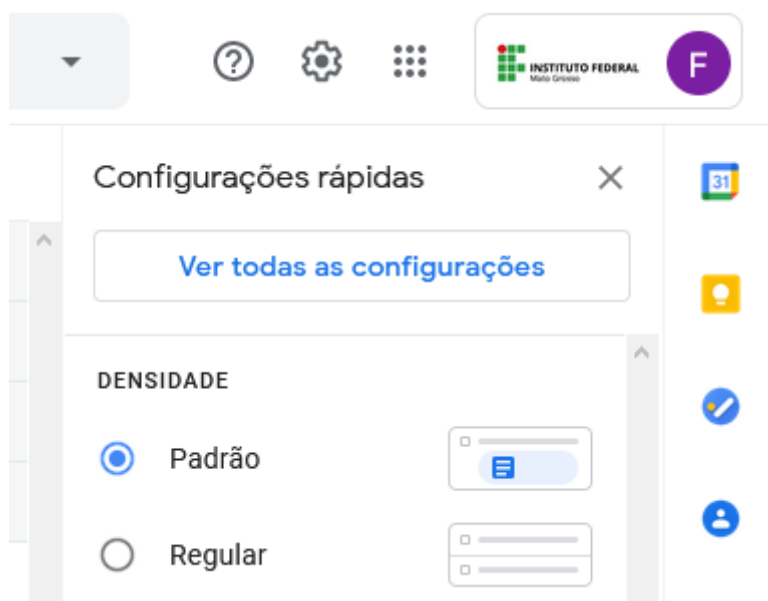 INSTITUTO FEDERAL
Mato Grosso
F
Configurações rápidas
31
Ver todas as configurações
DENSIDADE
Padrão
Regular